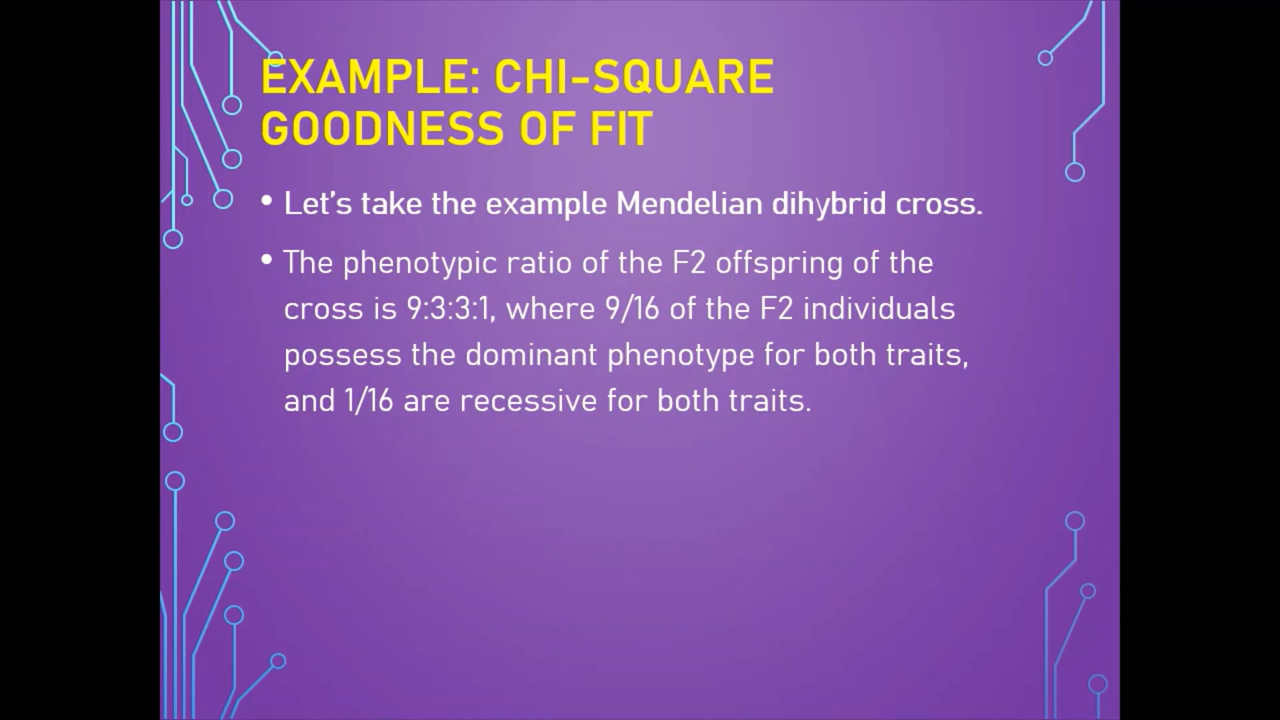 EXAMPLE: CHI-SQUARE
GOODNESS OF FIT
• Let's take the example Mendelian dihybrid cross.
• The phenotypic ratio of the F2 offspring of the
cross is 9:3:3:1, where 9/16 of the F2 individuals
possess the dominant phenotype for both traits,
and 1/16 are recessive for both traits.